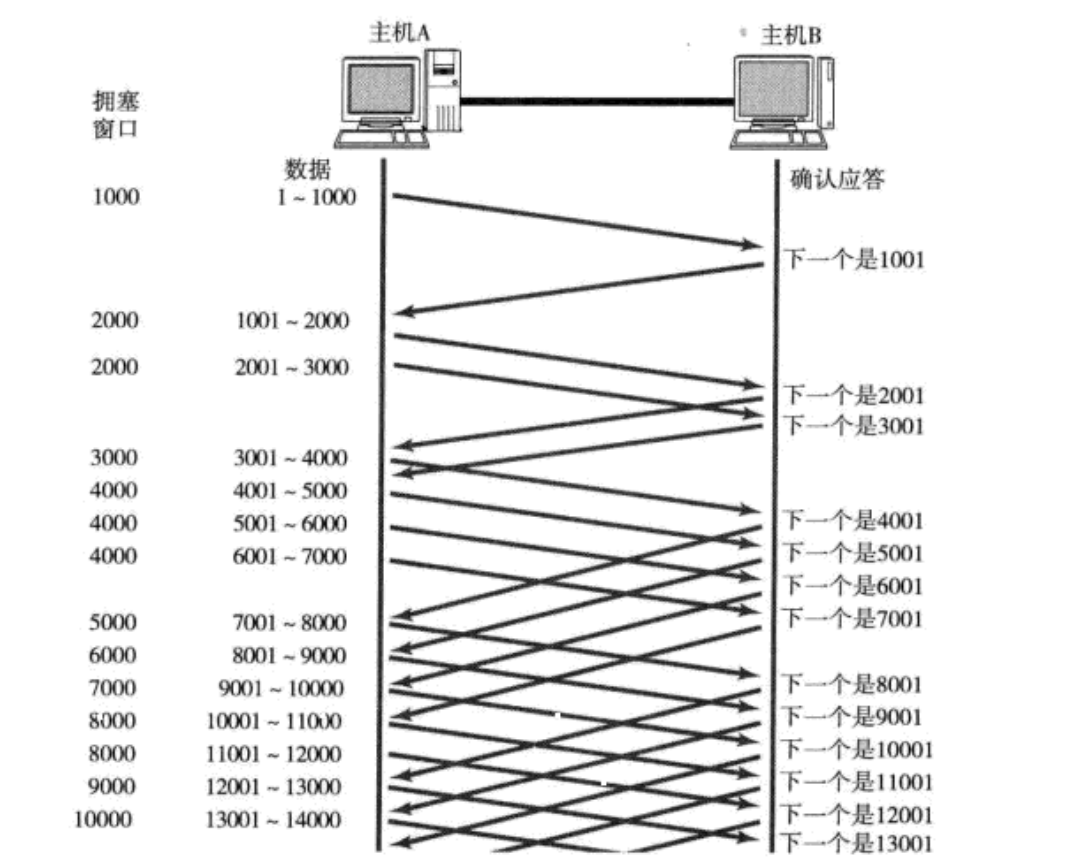 主机A
主机B
拥塞
窗口
数据
确认应答
1000 1 ~ 1000
下一个是1001
2000 1001 ~ 2000
2000 2001 ~ 3000
下一个是2001
下一个是3001
3000 3001 ~ 4000
4000 4001 ~ 5000
4000 5001 ~ 6000
下一个是4001
4000 6001 ~ 7000
下一个是5001
下一个是6001
下一个是7001
5000 7001 ~ 8000
6000 8001 ~ 9000
7000 9001 ~ 10000
下一个是8001
8000 10001 ~ 11000
下一个是9001
8000 11001 ~ 12000
下一个是10001
9000 12001 ~ 13000
下一个是11001
10000 13001 ~ 14000
下一个是12001
下一个是13001